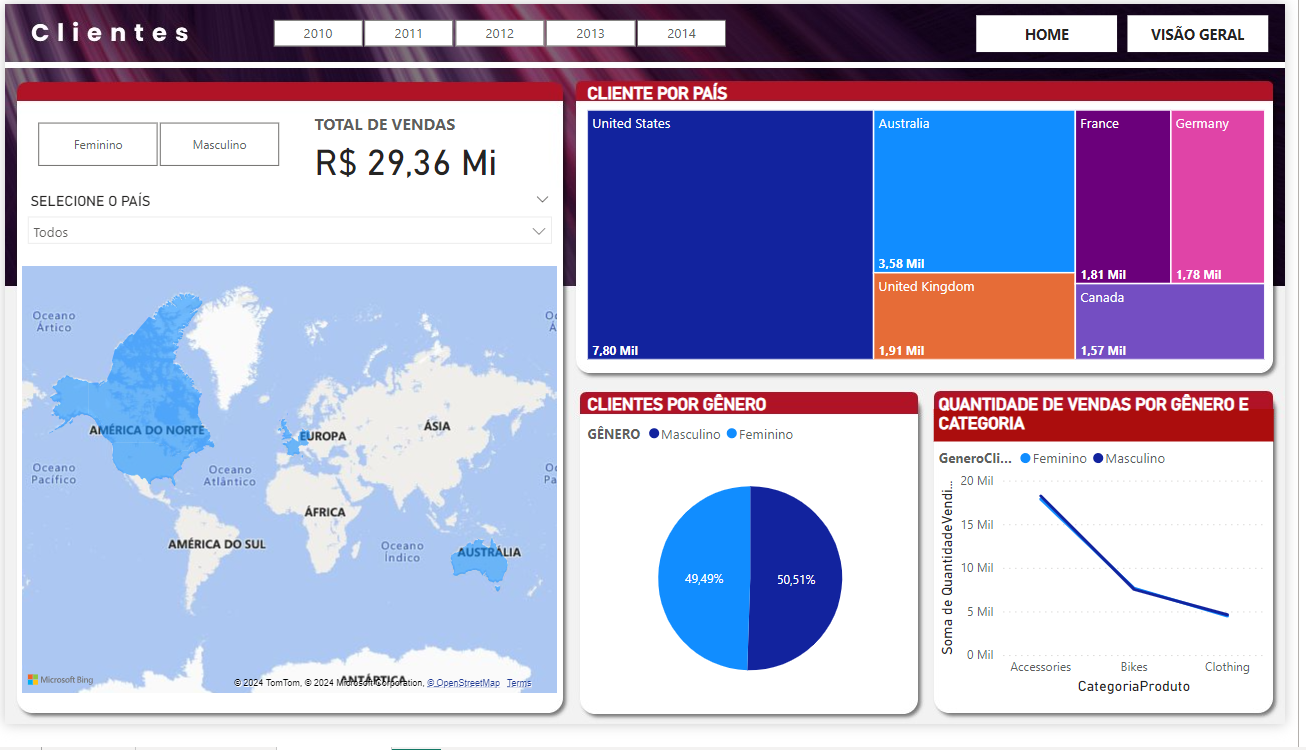 Clientes
2010
2011
2012
2013
2014
HOME
VISÃO GERAL
Feminino
Masculino
TOTAL DE VENDAS
R$ 29,36 Mi
SELECIONE O PAÍS
Todos
Oceano
Ártico
Oc
Á
AMÉRICA DO NORTE
EUROPA
ÁSIA
Oceano
Pacífico
Oceano
Atlântico
Oc
Pa
ÁFRICA
AMÉRICA DO SUL
Oceano
Índico
AUSTRÁLIA
ANTÁRTICA
Microsoft Bing
© 2024 TomTom, © 2024 Microsoft Corporation, © OpenStreetMap Terms
CLIENTE POR PAÍS
United States
7,80 Mil
Australia
3,58 Mil
United Kingdom
1,91 Mil
France
1,81 Mil
Germany
1,78 Mil
Canada
1,57 Mil
CLIENTES POR GÊNERO
GÊNERO Masculino Feminino
49,49%
50,51%
QUANTIDADE DE VENDAS POR GÊNERO E
CATEGORIA
GeneroCli... Feminino Masculino
Soma de QuantidadeVendi...
20 Mil
15 Mil
10 Mil
5 Mil
0 Mil
Accessories
Bikes
Clothing
CategoriaProduto